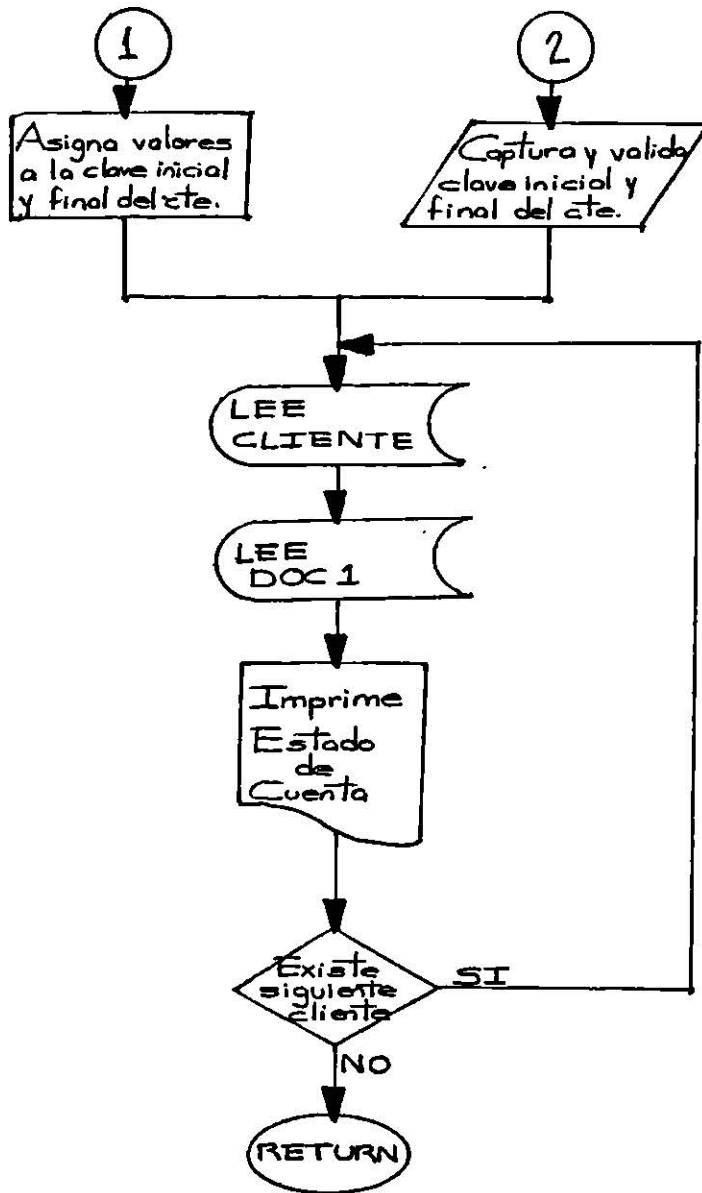 1
Asigna valores
a la clave inicial
y final del cte.
2
Captura y valida
clave inicial y
final del cte.
LEE
CLIENTE
LEE
DOC 1
Imprime
Estado
de
Cuenta
Existe
siguiente
cliente
SI
NO
RETURN